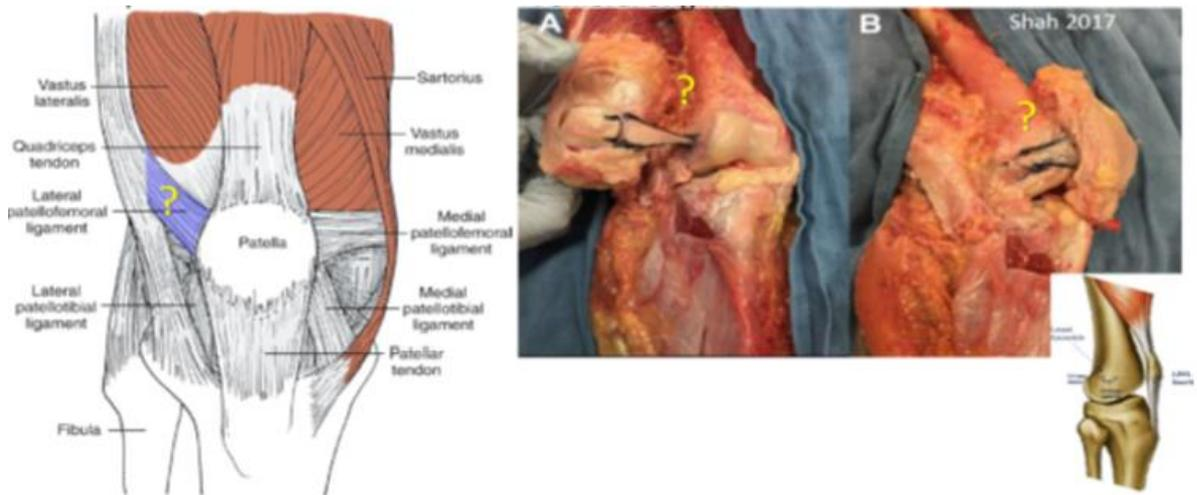 Vastus
lateralis
Quadriceps
tendon
Lateral
patellofemoral
ligament
Lateral
patellotibial
ligament
Fibula
?
Patella
Sartorius
Vastus
medialis
Medial
patellofemoral
ligament
Medial
patellotibial
ligament
Patellar
tendon
A
?
B
Shah 2017
?